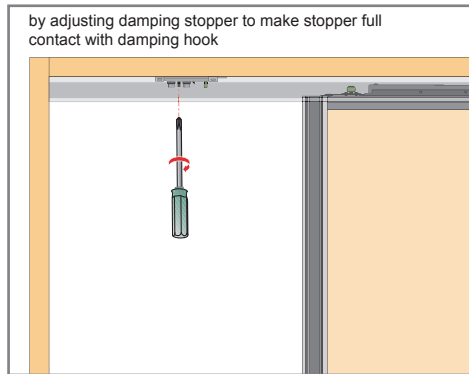 by adjusting damping stopper to make stopper full
contact with damping hook